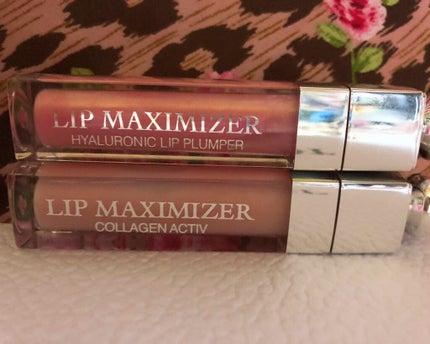 LIP MAXIMIZER
HYALURONIC LIP PLUMPER
LIP MAXIMIZER
COLLAGEN ACTIV